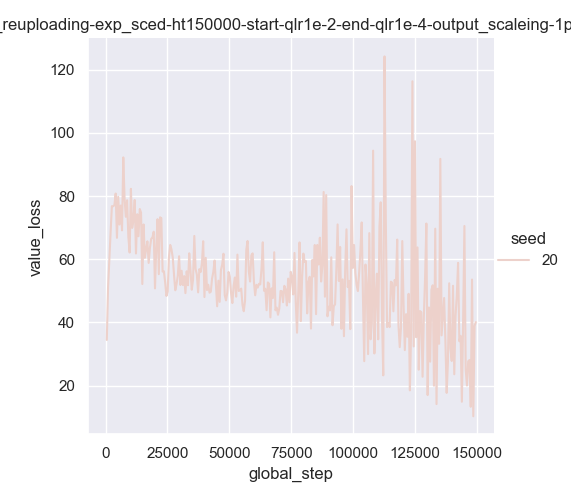 _reuploading-exp_sced-ht150000-start-qlr1e-2-end-qlr1e-4-output_scaleing-1p
120
100
80
60
40
20
value_loss
0 25000 50000 75000 100000 125000 150000
global_step
seed
20